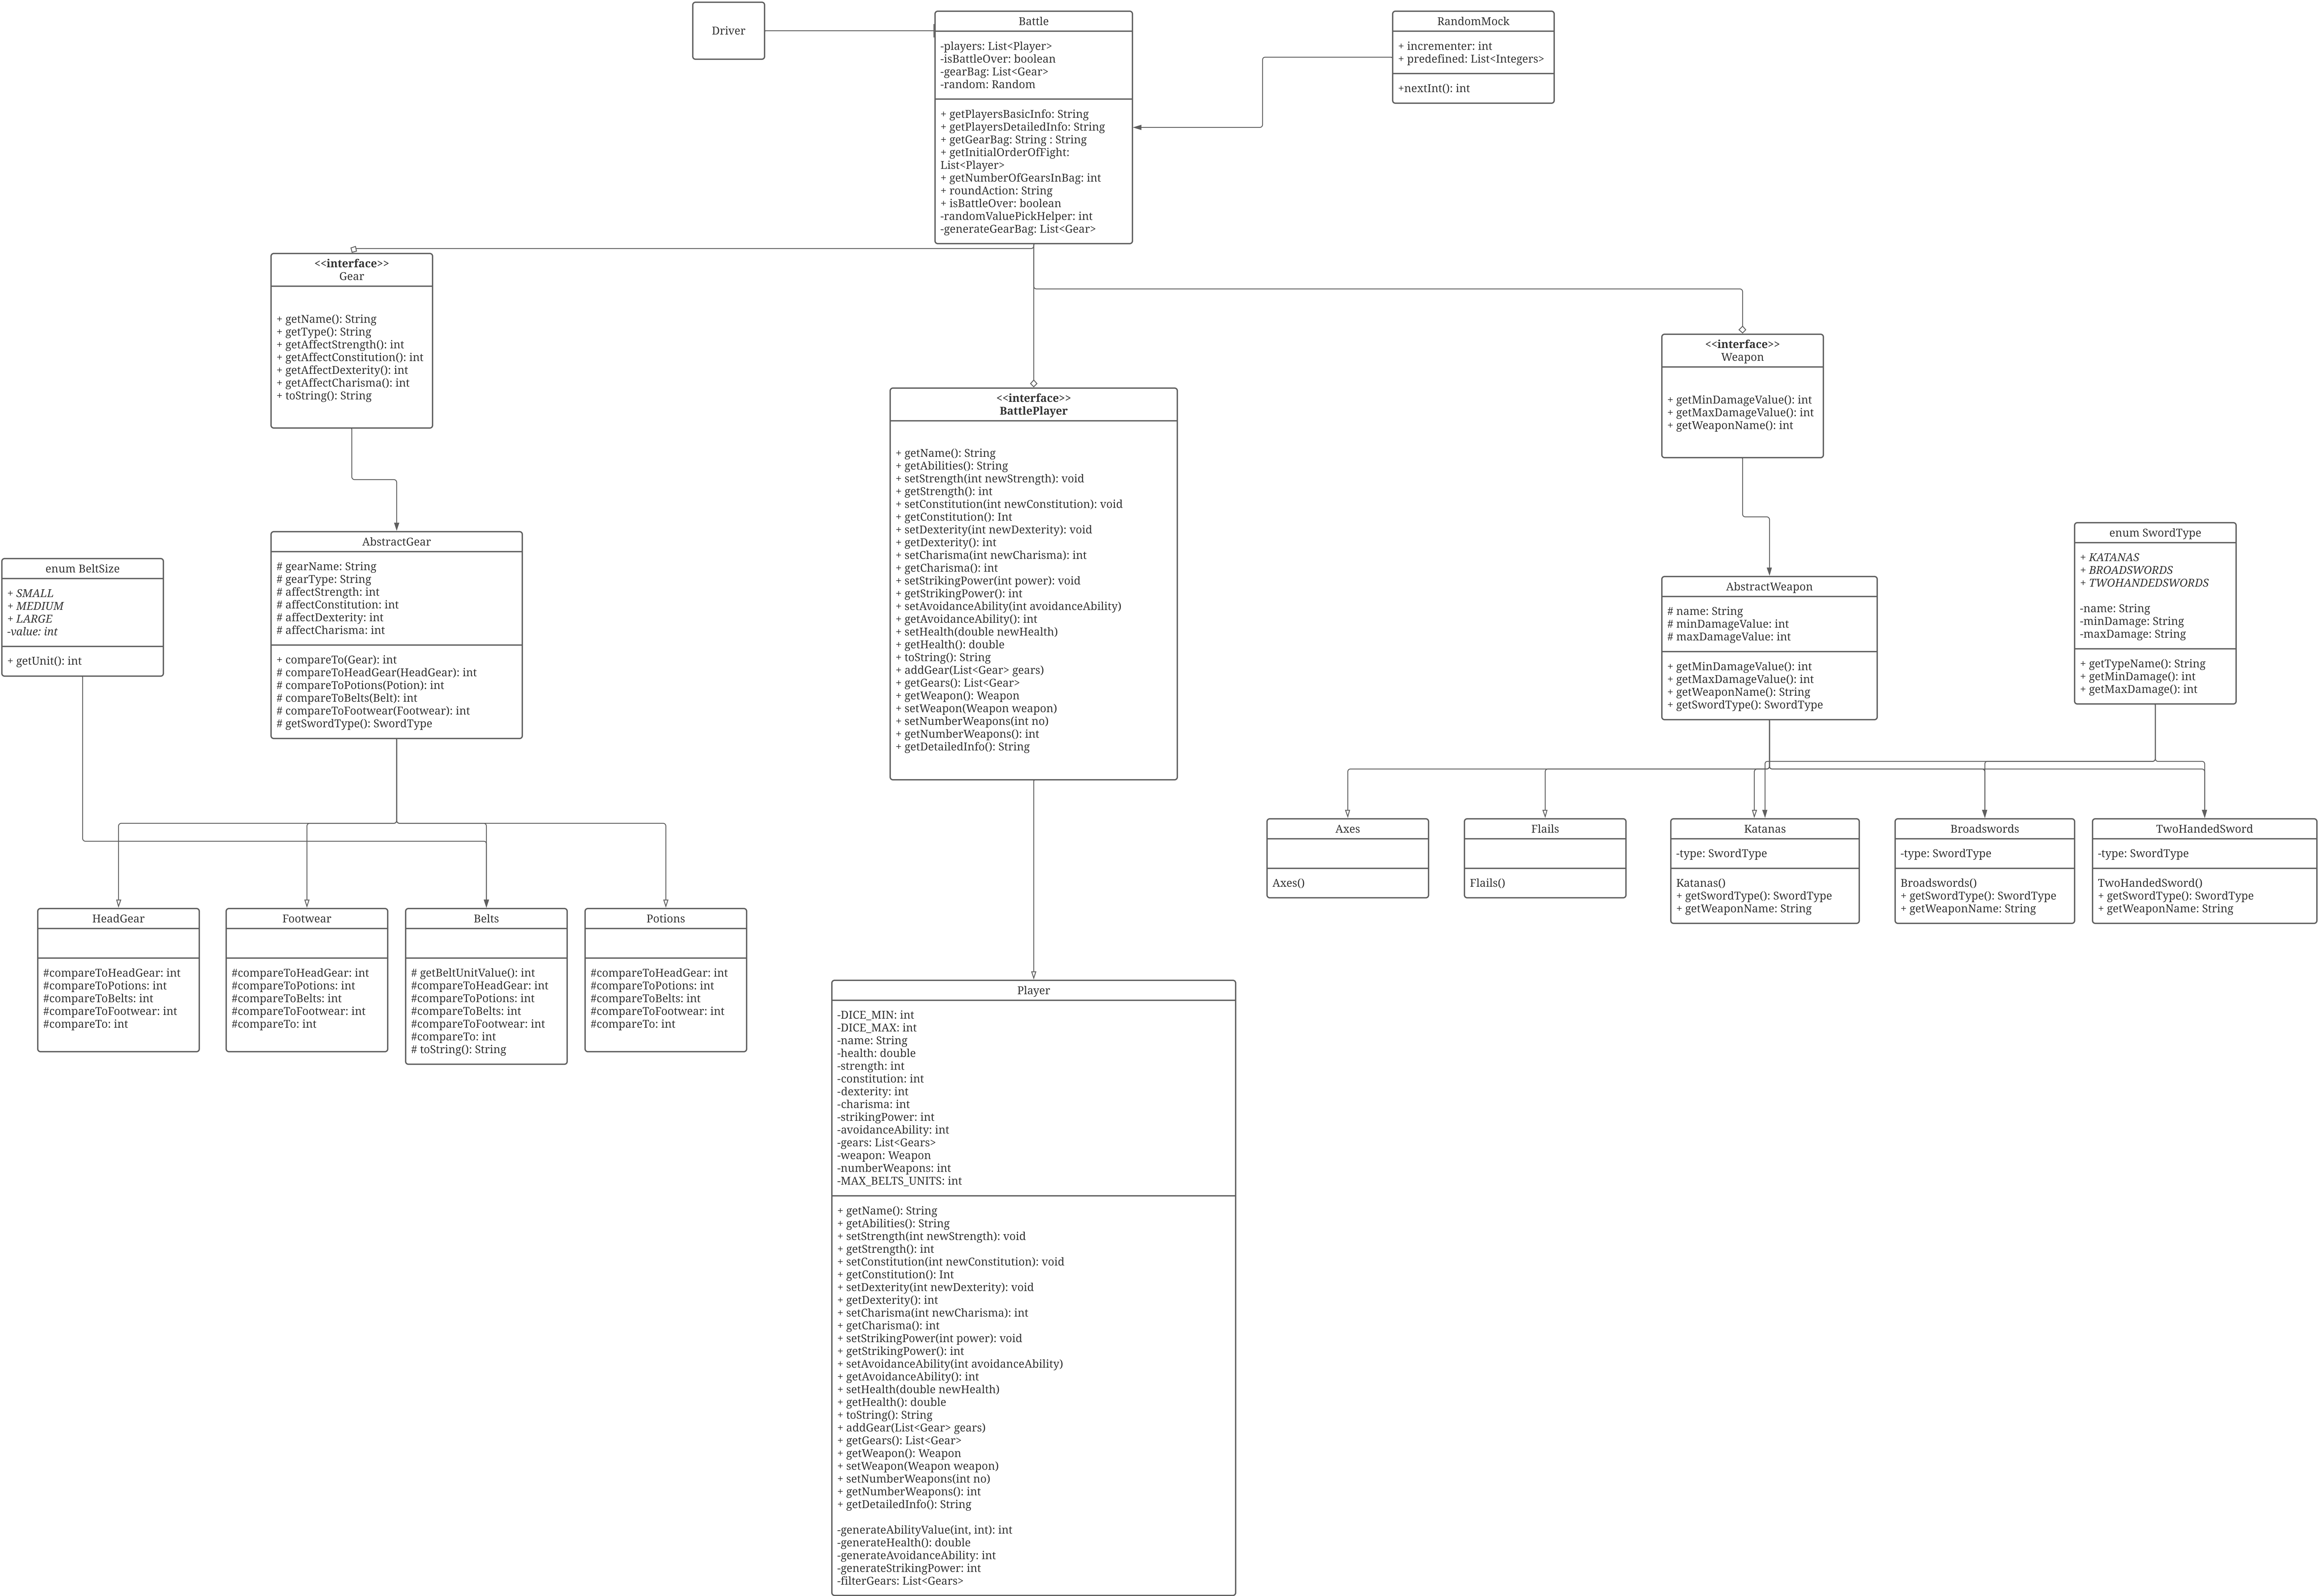 Driver
Battle
-players: List<Player>
-isBattleOver: boolean
-gearBag: List<Gear>
-random: Random
+ getPlayersBasicInfo: String
+ getPlayersDetailedInfo: String
+ getGearBag: String : String
+ getInitialOrderOfFight:
List<Player>
+ getNumberOfGearsInBag: int
+ roundAction: String
+ isBattleOver: boolean
-randomValuePickHelper: int
-generateGearBag: List<Gear>
RandomMock
+ incrementer: int
+ predefined: List<Integers>
+nextInt(): int
<<interface>>
Gear
+ getName(): String
+ getType(): String
+ getAffectStrength(): int
+ getAffectConstitution(): int
+ getAffectDexterity(): int
+ getAffectCharisma(): int
+ toString(): String
<<interface>>
BattlePlayer
+ getName(): String
+ getAbilities(): String
+ setStrength(int newStrength): void
+ getStrength(): int
+ setConstitution(int newConstitution): void
+ getConstitution(): Int
+ setDexterity(int newDexterity): void
+ getDexterity(): int
+ setCharisma(int newCharisma): int
+ getCharisma(): int
+ setStrikingPower(int power): void
+ getStrikingPower(): int
+ setAvoidanceAbility(int avoidanceAbility)
+ getAvoidanceAbility(): int
+ setHealth(double newHealth)
+ getHealth(): double
+ toString(): String
+ addGear(List<Gear> gears)
+ getGears(): List<Gear>
+ getWeapon(): Weapon
+ setWeapon(Weapon weapon)
+ setNumberWeapons(int no)
+ getNumberWeapons(): int
+ getDetailedInfo(): String
<<interface>>
Weapon
+ getMinDamageValue(): int
+ getMaxDamageValue(): int
+ getWeaponName(): int
enum BeltSize
+ SMALL
+ MEDIUM
+ LARGE
-value: int
+ getUnit(): int
AbstractGear
# gearName: String
# gearType: String
# affectStrength: int
# affectConstitution: int
# affectDexterity: int
# affectCharisma: int
+ compareTo(Gear): int
# compareToHeadGear(HeadGear): int
# compareToPotions(Potion): int
# compareToBelts(Belt): int
# compareToFootwear(Footwear): int
# getSwordType(): SwordType
AbstractWeapon
# name: String
# minDamageValue: int
# maxDamageValue: int
+ getMinDamageValue(): int
+ getMaxDamageValue(): int
+ getWeaponName(): String
+ getSwordType(): SwordType
enum SwordType
+ KATANAS
+ BROADSWORDS
+ TWOHANDEDSWORDS
-name: String
-minDamage: String
-maxDamage: String
+ getTypeName(): String
+ getMinDamage(): int
+ getMaxDamage(): int
Axes
Axes()
Flails
Flails()
Katanas
-type: SwordType
Katanas()
+ getSwordType(): SwordType
+ getWeaponName: String
Broadswords
-type: SwordType
Broadswords()
+ getSwordType(): SwordType
+ getWeaponName: String
TwoHandedSword
-type: SwordType
TwoHandedSword()
+ getSwordType(): SwordType
+ getWeaponName: String
HeadGear
#compareToHeadGear: int
#compareToPotions: int
#compareToBelts: int
#compareToFootwear: int
#compareTo: int
Footwear
#compareToHeadGear: int
#compareToPotions: int
#compareToBelts: int
#compareToFootwear: int
#compareTo: int
Belts
# getBeltUnitValue(): int
#compareToHeadGear: int
#compareToPotions: int
#compareToBelts: int
#compareToFootwear: int
#compareTo: int
# toString(): String
Potions
#compareToHeadGear: int
#compareToPotions: int
#compareToBelts: int
#compareToFootwear: int
#compareTo: int
Player
-DICE_MIN: int
-DICE_MAX: int
-name: String
-health: double
-strength: int
-constitution: int
-dexterity: int
-charisma: int
-strikingPower: int
-avoidanceAbility: int
-gears: List<Gears>
-weapon: Weapon
-numberWeapons: int
-MAX_BELTS_UNITS: int
+ getName(): String
+ getAbilities(): String
+ setStrength(int newStrength): void
+ getStrength(): int
+ setConstitution(int newConstitution): void
+ getConstitution(): Int
+ setDexterity(int newDexterity): void
+ getDexterity(): int
+ setCharisma(int newCharisma): int
+ getCharisma(): int
+ setStrikingPower(int power): void
+ getStrikingPower(): int
+ setAvoidanceAbility(int avoidanceAbility)
+ getAvoidanceAbility(): int
+ setHealth(double newHealth)
+ getHealth(): double
+ toString(): String
+ addGear(List<Gear> gears)
+ getGears(): List<Gear>
+ getWeapon(): Weapon
+ setWeapon(Weapon weapon)
+ setNumberWeapons(int no)
+ getNumberWeapons(): int
+ getDetailedInfo(): String
-generateAbilityValue(int, int): int
-generateHealth(): double
-generateAvoidanceAbility: int
-generateStrikingPower: int
-filterGears: List<Gears>